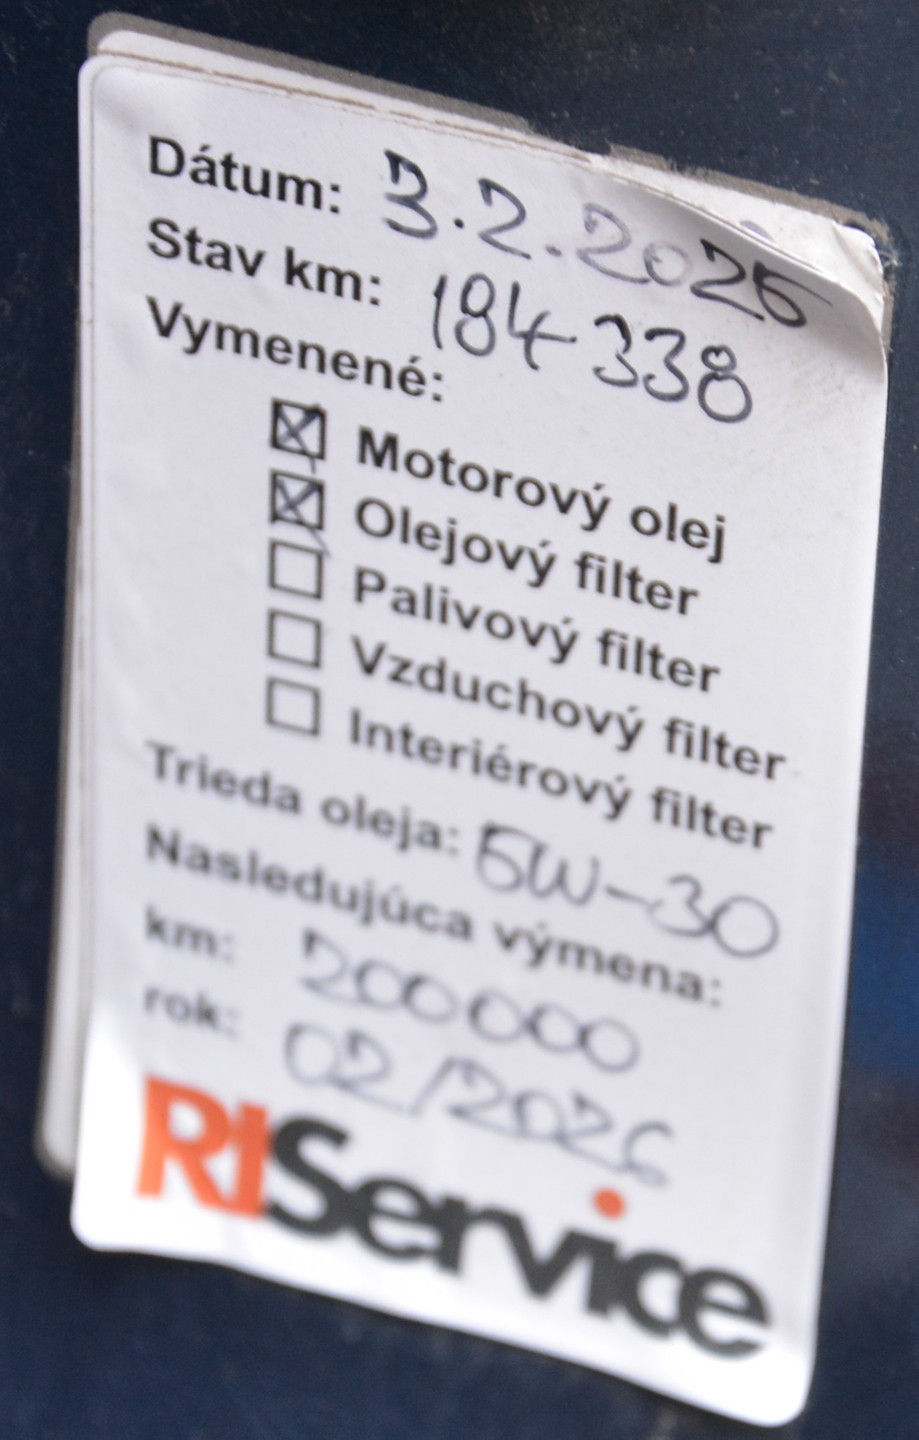 Dátum: 3.2.2025
Stav km: 184 338
Vymenené:
Motorový olej
Olejový filter
Palivový filter
Vzduchový filter
Interiérový filter
Trieda oleja: 5W-30
Nasledujúca výmena:
km: 200000
rok: 02/2026
RIService